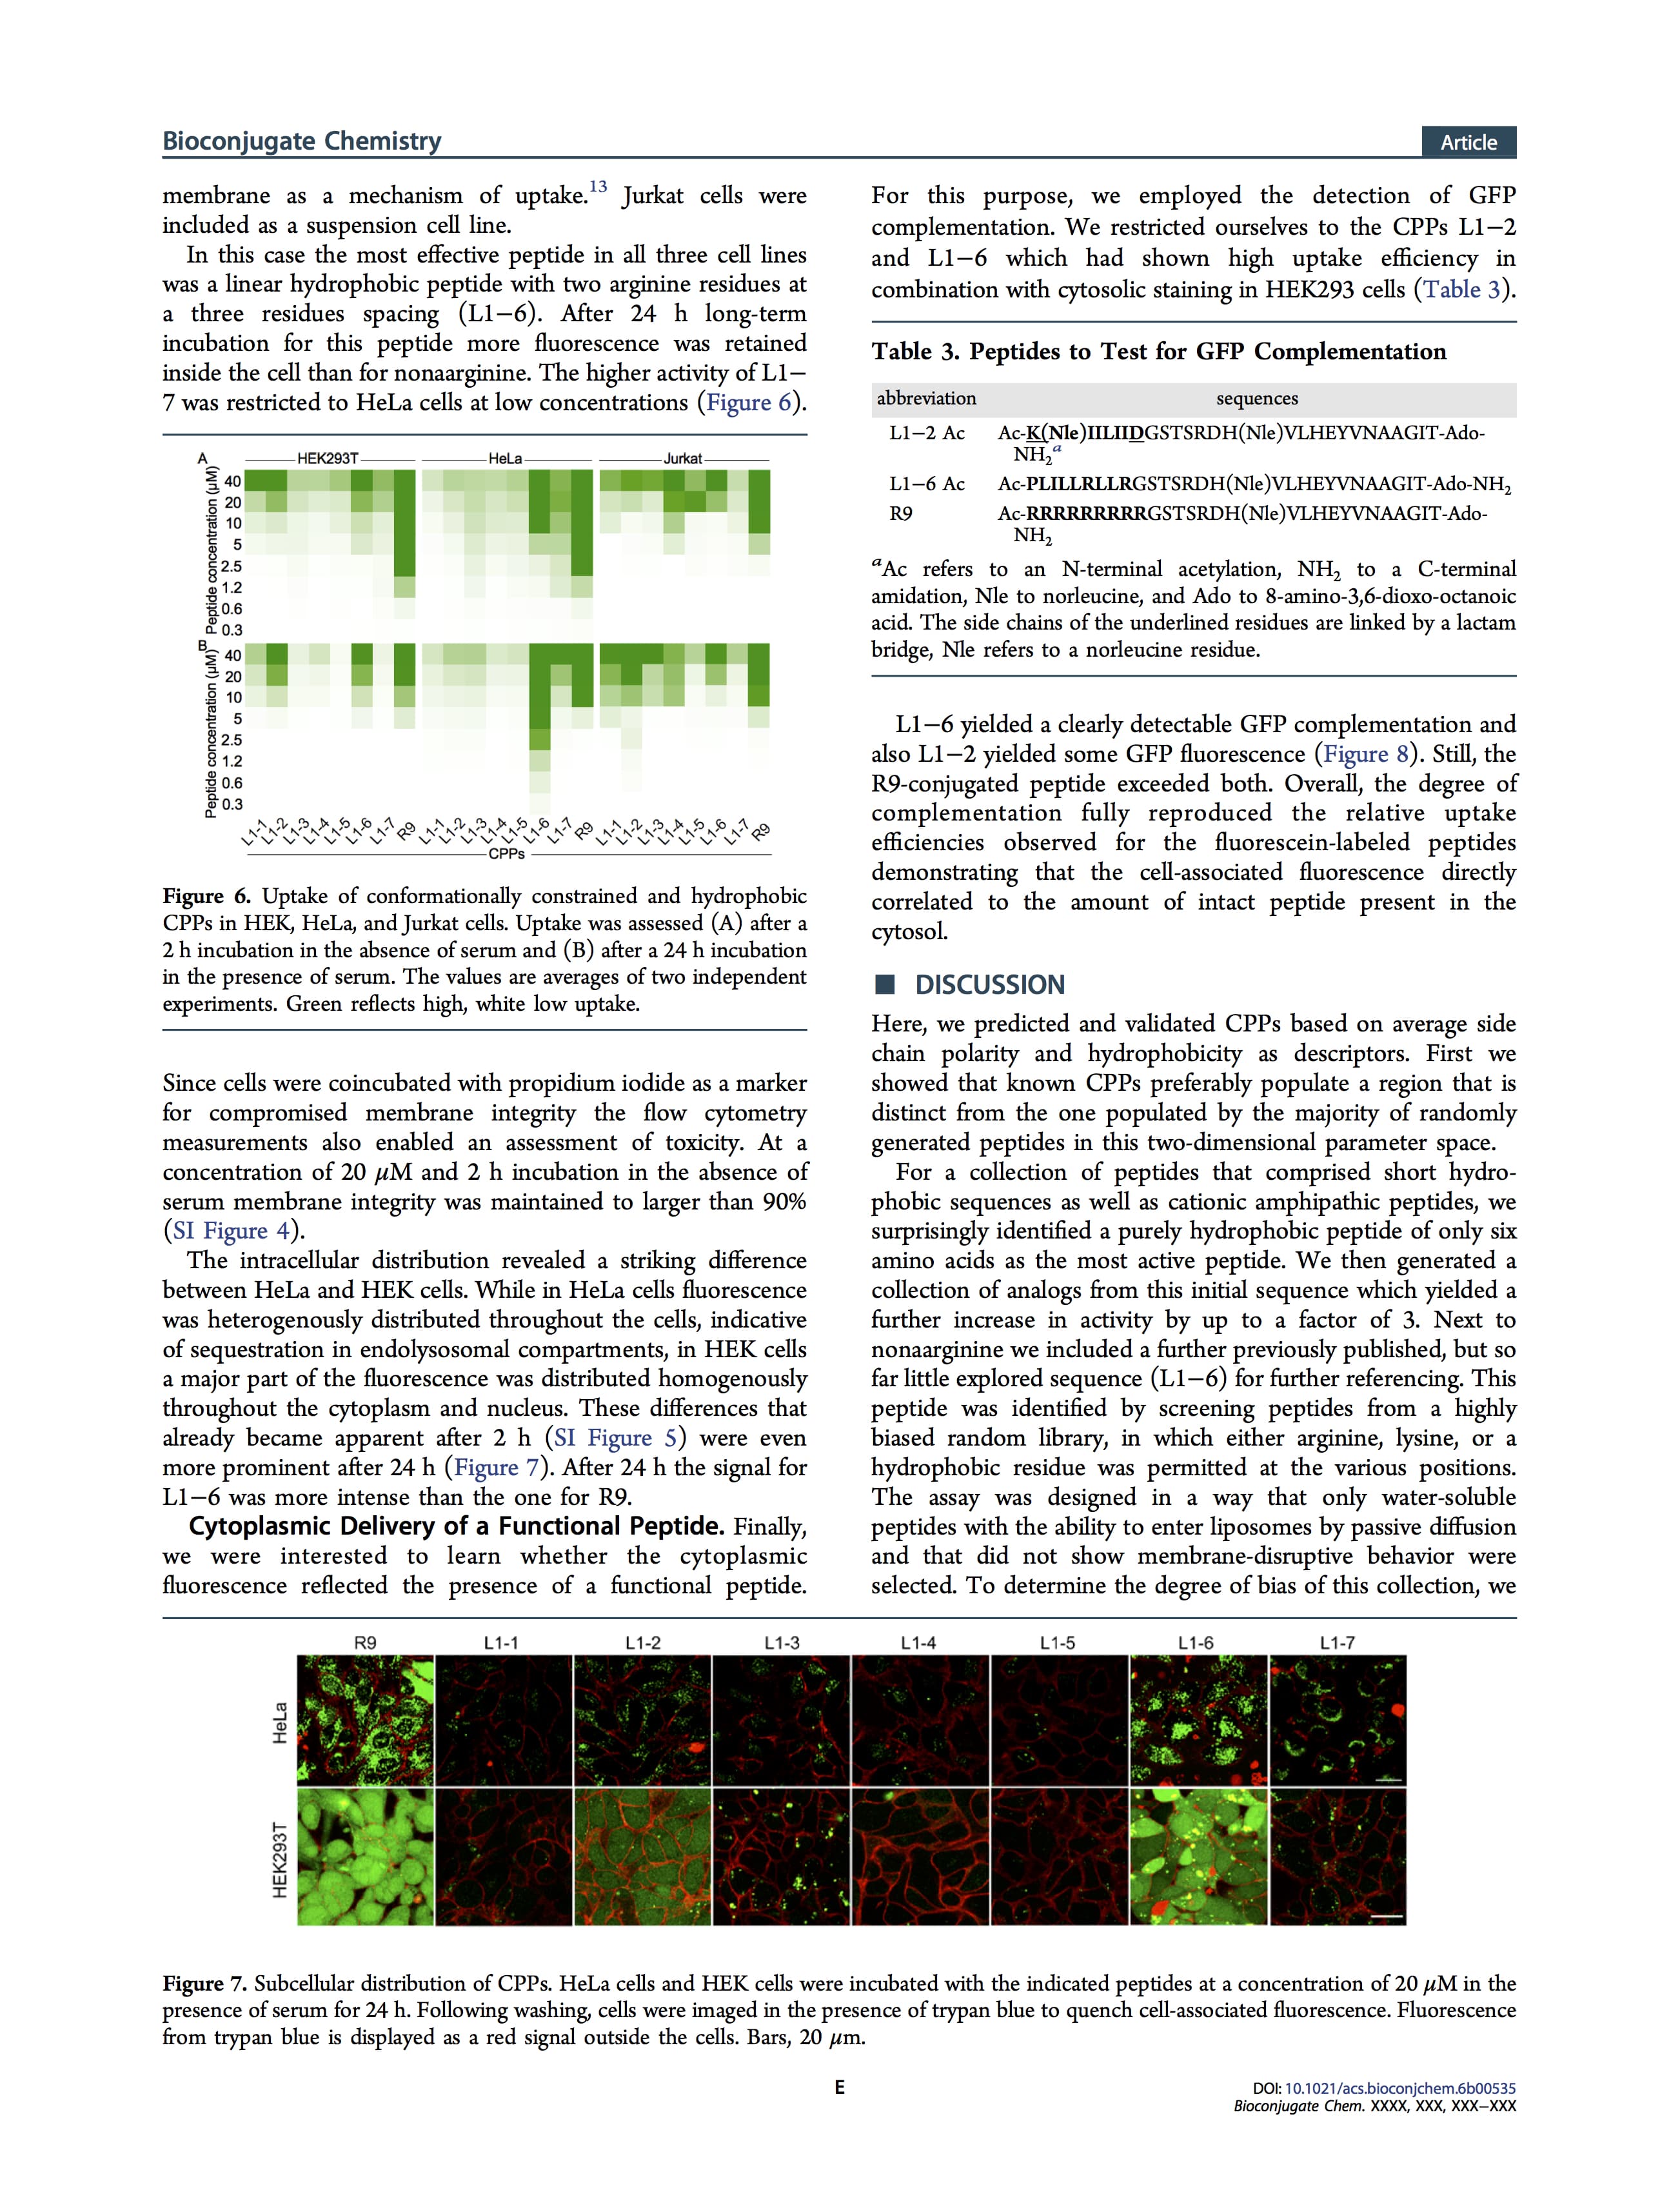 Bioconjugate Chemistry
Article
membrane as a mechanism of uptake.13 Jurkat cells were
included as a suspension cell line.
In this case the most effective peptide in all three cell lines
was a linear hydrophobic peptide with two arginine residues at
a three residues spacing (L1−6). After 24 h long-term
incubation for this peptide more fluorescence was retained
inside the cell than for nonaarginine. The higher activity of L1−
7 was restricted to HeLa cells at low concentrations (Figure 6).
A
HEK293T
HeLa
Jurkat
Peptide concentration (µM)
40
20
10
5
2.5
1.2
0.6
0.3
B
Peptide concentration (µM)
40
20
10
5
2.5
1.2
0.6
0.3
L1-1 L1-2 L1-3 L1-4 L1-5 L1-6 L1-7 R9 L1-1 L1-2 L1-3 L1-4 L1-5 L1-6 L1-7 R9 L1-1 L1-2 L1-3 L1-4 L1-5 L1-6 L1-7 R9
CPPs
Figure 6. Uptake of conformationally constrained and hydrophobic
CPPs in HEK, HeLa, and Jurkat cells. Uptake was assessed (A) after a
2 h incubation in the absence of serum and (B) after a 24 h incubation
in the presence of serum. The values are averages of two independent
experiments. Green reflects high, white low uptake.
Since cells were coincubated with propidium iodide as a marker
for compromised membrane integrity the flow cytometry
measurements also enabled an assessment of toxicity. At a
concentration of 20 μM and 2 h incubation in the absence of
serum membrane integrity was maintained to larger than 90%
(SI Figure 4).
The intracellular distribution revealed a striking difference
between HeLa and HEK cells. While in HeLa cells fluorescence
was heterogenously distributed throughout the cells, indicative
of sequestration in endolysosomal compartments, in HEK cells
a major part of the fluorescence was distributed homogenously
throughout the cytoplasm and nucleus. These differences that
already became apparent after 2 h (SI Figure 5) were even
more prominent after 24 h (Figure 7). After 24 h the signal for
L1−6 was more intense than the one for R9.
Cytoplasmic Delivery of a Functional Peptide. Finally,
we were interested to learn whether the cytoplasmic
fluorescence reflected the presence of a functional peptide.
For this purpose, we employed the detection of GFP
complementation. We restricted ourselves to the CPPs L1−2
and L1−6 which had shown high uptake efficiency in
combination with cytosolic staining in HEK293 cells (Table 3).
Table 3. Peptides to Test for GFP Complementation
abbreviation sequences
L1−2 Ac Ac-K(Nle)IILIIDGSTSRDH(Nle)VLHEYVNAAGIT-Ado-
NH2a
L1−6 Ac Ac-PLILLRLLRGSTSRDH(Nle)VLHEYVNAAGIT-Ado-NH2
R9 Ac-RRRRRRRRRGSTSRDH(Nle)VLHEYVNAAGIT-Ado-
NH2
aAc refers to an N-terminal acetylation, NH2 to a C-terminal
amidation, Nle to norleucine, and Ado to 8-amino-3,6-dioxo-octanoic
acid. The side chains of the underlined residues are linked by a lactam
bridge, Nle refers to a norleucine residue.
L1−6 yielded a clearly detectable GFP complementation and
also L1−2 yielded some GFP fluorescence (Figure 8). Still, the
R9-conjugated peptide exceeded both. Overall, the degree of
complementation fully reproduced the relative uptake
efficiencies observed for the fluorescein-labeled peptides
demonstrating that the cell-associated fluorescence directly
correlated to the amount of intact peptide present in the
cytosol.
■ DISCUSSION
Here, we predicted and validated CPPs based on average side
chain polarity and hydrophobicity as descriptors. First we
showed that known CPPs preferably populate a region that is
distinct from the one populated by the majority of randomly
generated peptides in this two-dimensional parameter space.
For a collection of peptides that comprised short hydro-
phobic sequences as well as cationic amphipathic peptides, we
surprisingly identified a purely hydrophobic peptide of only six
amino acids as the most active peptide. We then generated a
collection of analogs from this initial sequence which yielded a
further increase in activity by up to a factor of 3. Next to
nonaarginine we included a further previously published, but so
far little explored sequence (L1−6) for further referencing. This
peptide was identified by screening peptides from a highly
biased random library, in which either arginine, lysine, or a
hydrophobic residue was permitted at the various positions.
The assay was designed in a way that only water-soluble
peptides with the ability to enter liposomes by passive diffusion
and that did not show membrane-disruptive behavior were
selected. To determine the degree of bias of this collection, we
R9 L1-1 L1-2 L1-3 L1-4 L1-5 L1-6 L1-7
HeLa
HEK293T
Figure 7. Subcellular distribution of CPPs. HeLa cells and HEK cells were incubated with the indicated peptides at a concentration of 20 μM in the
presence of serum for 24 h. Following washing, cells were imaged in the presence of trypan blue to quench cell-associated fluorescence. Fluorescence
from trypan blue is displayed as a red signal outside the cells. Bars, 20 μm.
E
DOI: 10.1021/acs.bioconjchem.6b00535
Bioconjugate Chem. XXXX, XXX, XXX−XXX